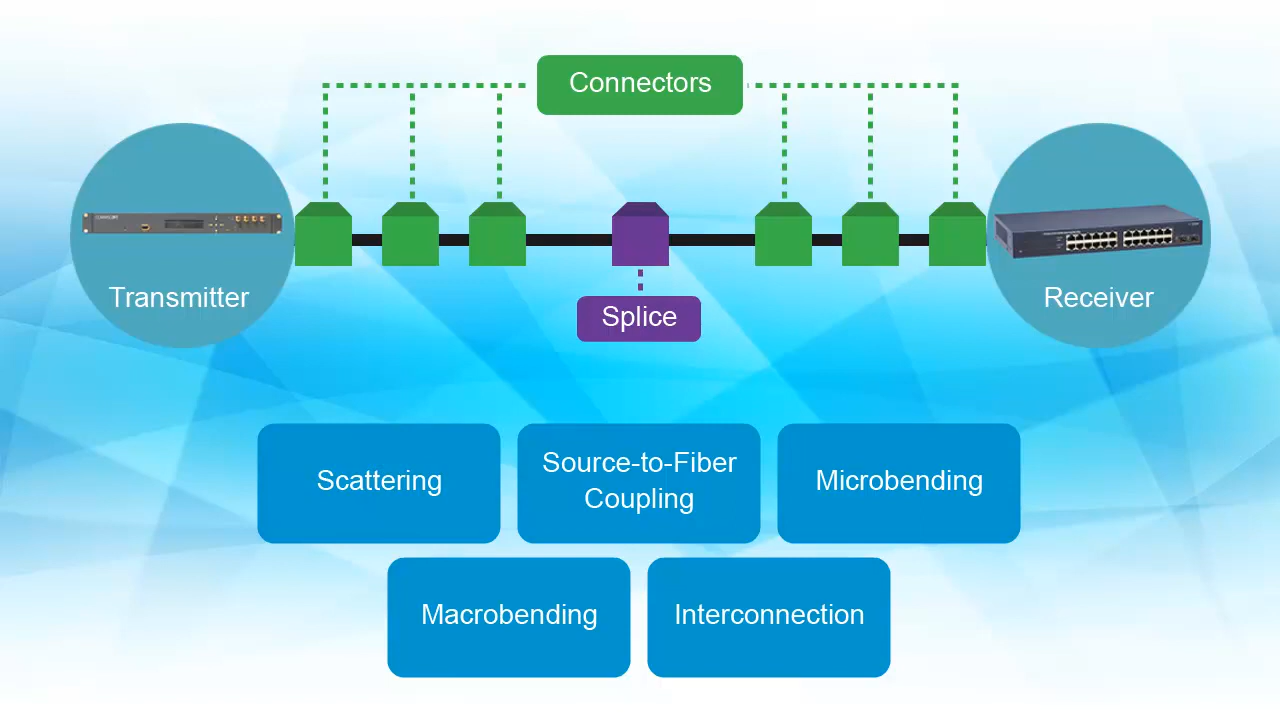 Connectors
Transmitter
Receiver
Splice
Scattering
Source-to-Fiber
Coupling
Microbending
Macrobending
Interconnection